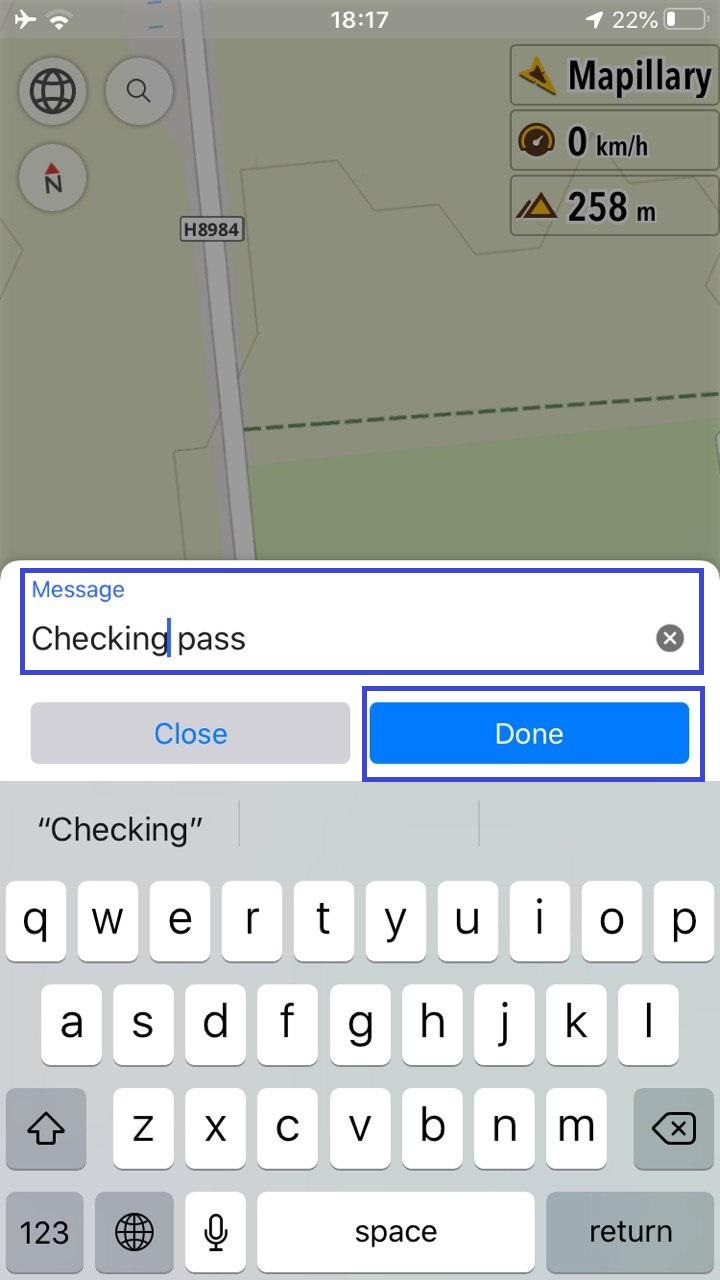 18:17
22%
Mapillary
0 km/h
N
H8984
258 m
Message
Checking pass
Close
Done
“Checking”
q w e r t y u i o p
a s d f g h j k l
z x c v b n m
123
space
return